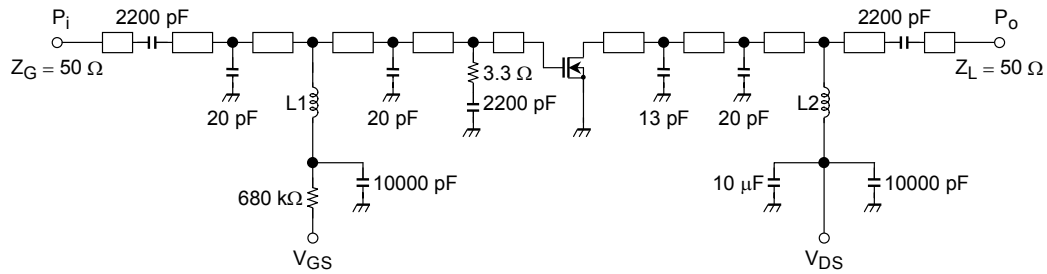 Pi
2200 pF
2200 pF
Po
ZG = 50 Ω
ZL = 50 Ω
3.3 Ω
L1
L2
2200 pF
20 pF
20 pF
13 pF
20 pF
10000 pF
10 μF
10000 pF
680 kΩ
VGS
VDS